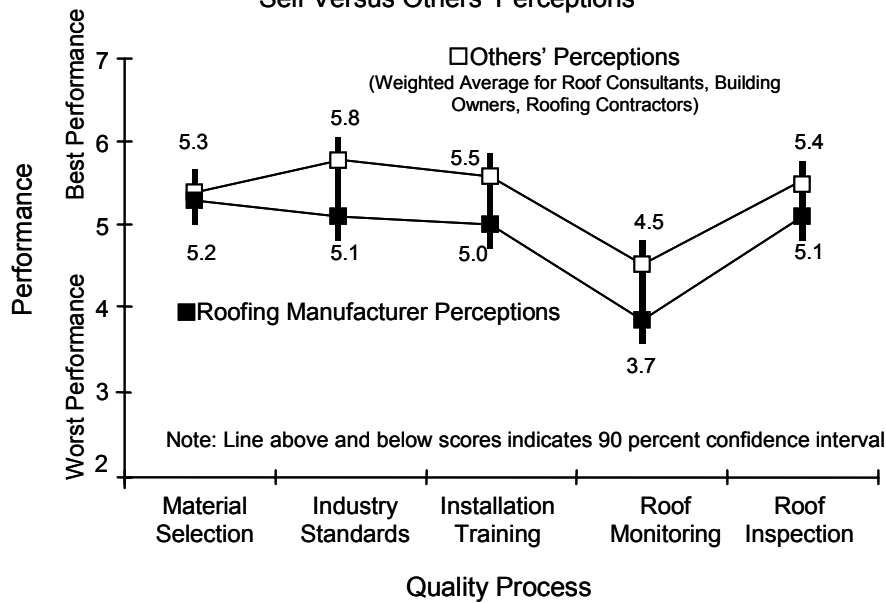 Self Versus Others' Perceptions
Best Performance
Worst Performance
Performance
7
6
5
4
3
2
□Others’ Perceptions
(Weighted Average for Roof Consultants, Building
Owners, Roofing Contractors)
5.3
5.8
5.5
4.5
5.4
5.2
5.1
5.0
3.7
5.1
■Roofing Manufacturer Perceptions
Note: Line above and below scores indicates 90 percent confidence interval
Material
Selection
Industry
Standards
Installation
Training
Roof
Monitoring
Roof
Inspection
Quality Process